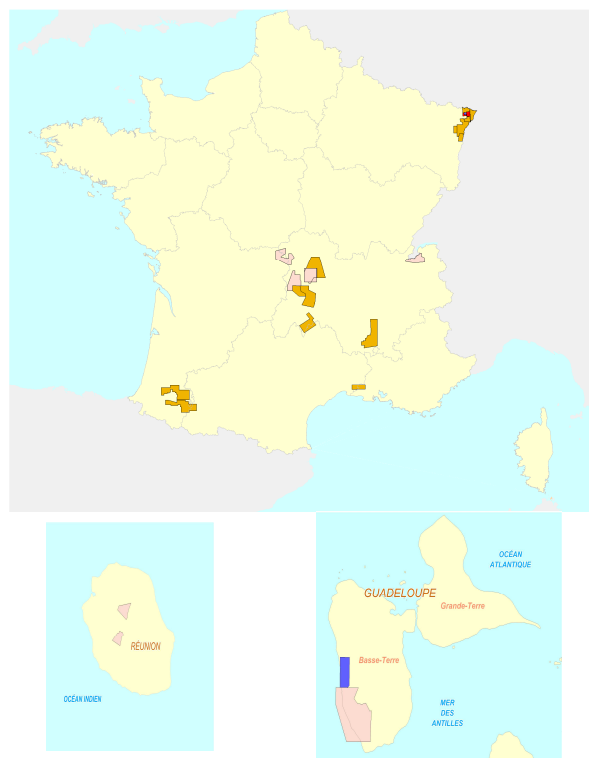 OCÉAN
ATLANTIQUE
GUADELOUPE
Grande-Terre
RÉUNION
Basse-Terre
OCÉAN INDIEN
MER
DES
ANTILLES